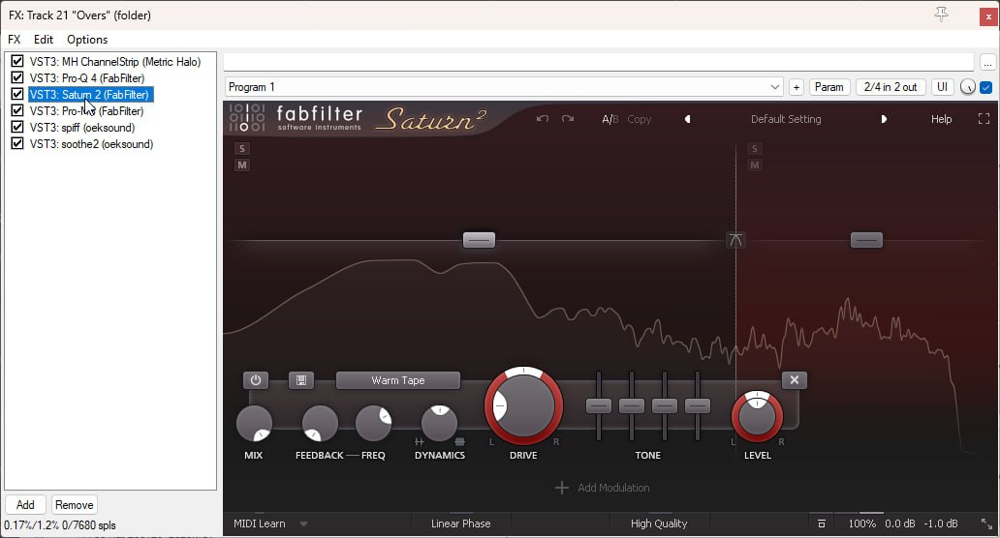 FX: Track 21 "Overs" (folder)
FX Edit Options
VST3: MH ChannelStrip (Metric Halo)
VST3: Pro-Q 4 (FabFilter)
VST3: Saturn 2 (FabFilter)
(FabFilter)
VST3: spiff (oeksound)
VST3: soothe2 (oeksound)
Add Remove
0.17%/1.2% 0/7680 spls
...
Program 1 + Param 2/4 in 2 out UI
fabfilter
software instruments
Saturn 2
A/B Copy Default Setting Help
S
M
S
M
Warm Tape
MIX FEEDBACK FREQ DYNAMICS L DRIVE R TONE L LEVEL R
Add Modulation
MIDI Learn Linear Phase High Quality 100% 0.0 dB -1.0 dB